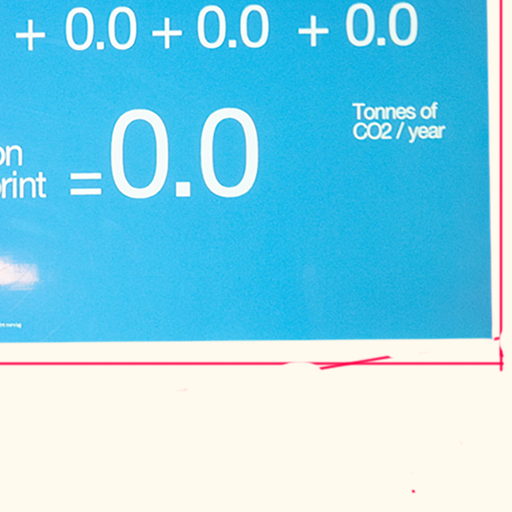 + 0.0 + 0.0 + 0.0
Tonnes of
CO2 / year
on
rint = 0.0